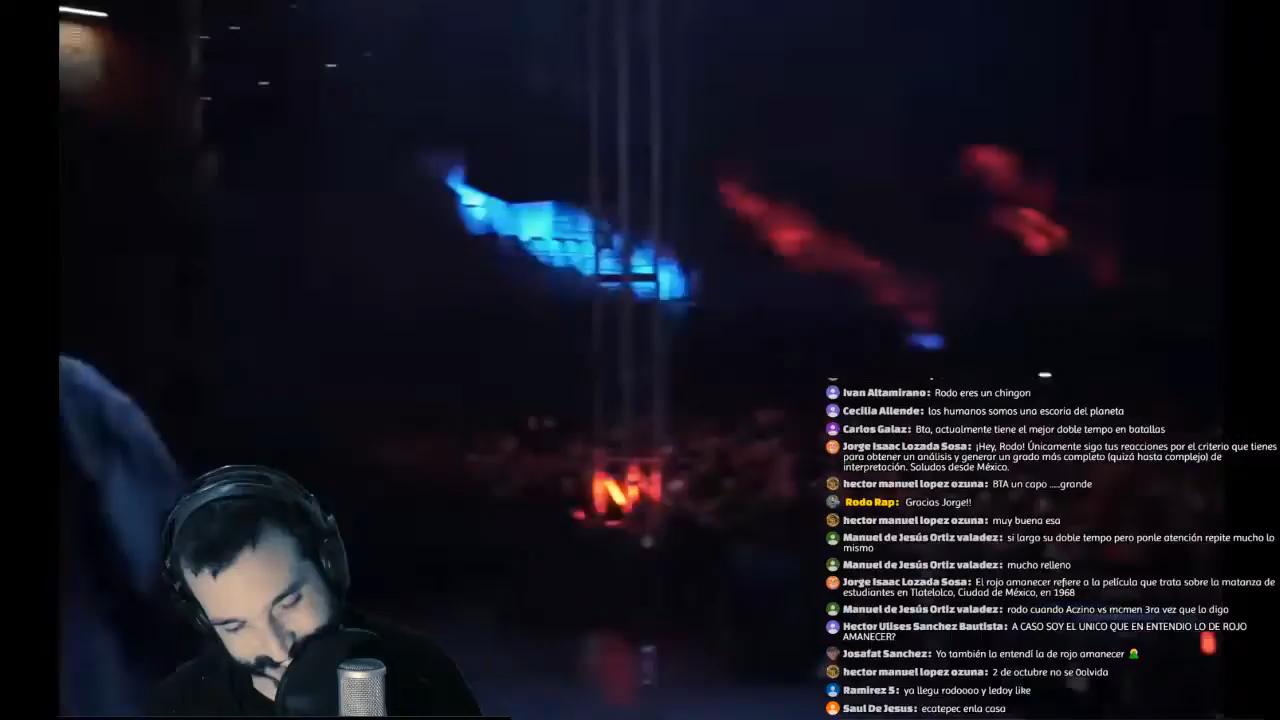 Ivan Altamirano: Rodo eres un chingon
Cecilia Allende: los humanos somos una escoria del planeta
Carlos Galaz: Bta, actualmente tiene el mejor doble tempo en batallas
Jorge Isaac Lozada Sosa: ¡Hey, Rodo! Únicamente sigo tus reacciones por el criterio que tienes
para obtener un análisis y generar un grado más completo (quizá hasta complejo) de
interpretación. Saludos desde México.
hector manuel lopez ozuna: BTA un capo .....grande
Rodo Rap: Gracias Jorge!!
hector manuel lopez ozuna: muy buena esa
Manuel de Jesús Ortiz valadez: si largo su doble tempo pero ponle atención repite mucho lo
mismo
Manuel de Jesús Ortiz valadez: mucho relleno
Jorge Isaac Lozada Sosa: El rojo amanecer refiere a la película que trata sobre la matanza de
estudiantes en Tlatelolco, Ciudad de México, en 1968
Manuel de Jesús Ortiz valadez: rodo cuando Aczino vs mcmen 3ra vez que lo digo
Hector Ulises Sanchez Bautista: A CASO SOY EL UNICO QUE EN ENTENDIO LO DE ROJO
AMANECER?
Josafat Sanchez: Yo también la entendí la de rojo amanecer
hector manuel lopez ozuna: 2 de octubre no se 0olvida
Ramirez S: ya llegu rodoooo y ledoy like
Saul De Jesus: ecatepec enla casa